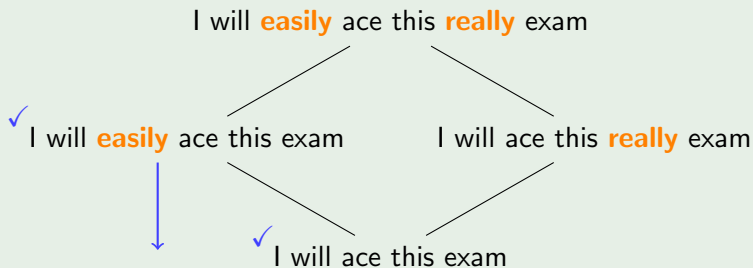 I will easily ace this really exam
I will easily ace this exam
I will ace this really exam
I will ace this exam